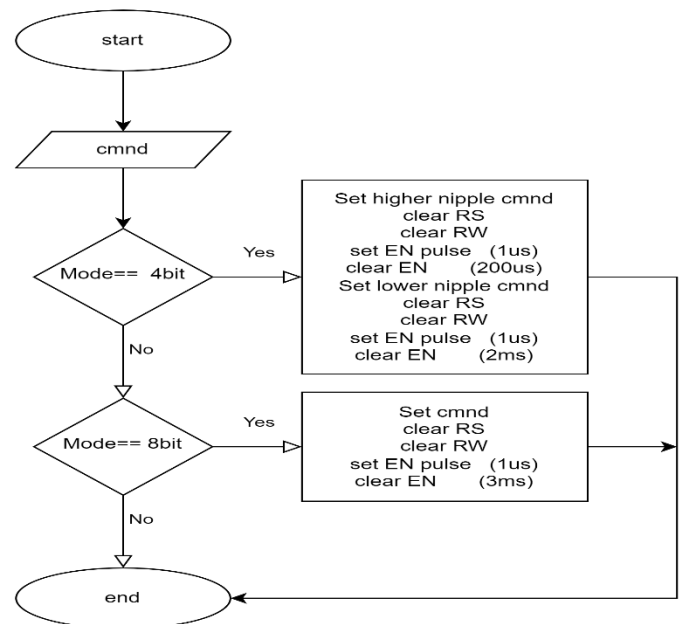 start
cmnd
Mode== 4bit
Yes
Set higher nipple cmnd
clear RS
clear RW
set EN pulse (1us)
clear EN (200us)
Set lower nipple cmnd
clear RS
clear RW
set EN pulse (1us)
clear EN (2ms)
No
Mode== 8bit
Yes
Set cmnd
clear RS
clear RW
set EN pulse (1us)
clear EN (3ms)
No
end